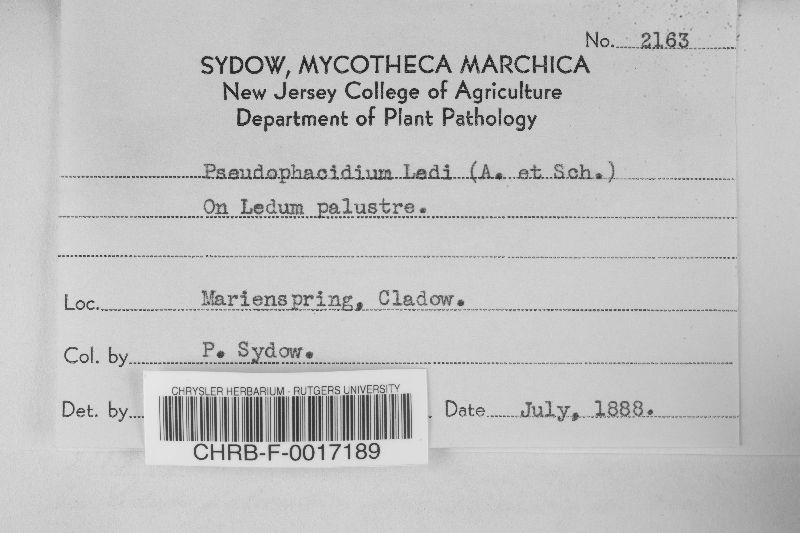 No. 2163
SYDOW, MYCOTHECA MARCHICA
New Jersey College of Agriculture
Department of Plant Pathology
Pseudophacidium Ledi (A. et Sch.)
On Ledum palustre.
Loc. Marienspring, Cladow.
Col. by P. Sydow.
Det. by Date July, 1888.
CHRYSLER HERBARIUM - RUTGERS UNIVERSITY
CHRB-F-0017189